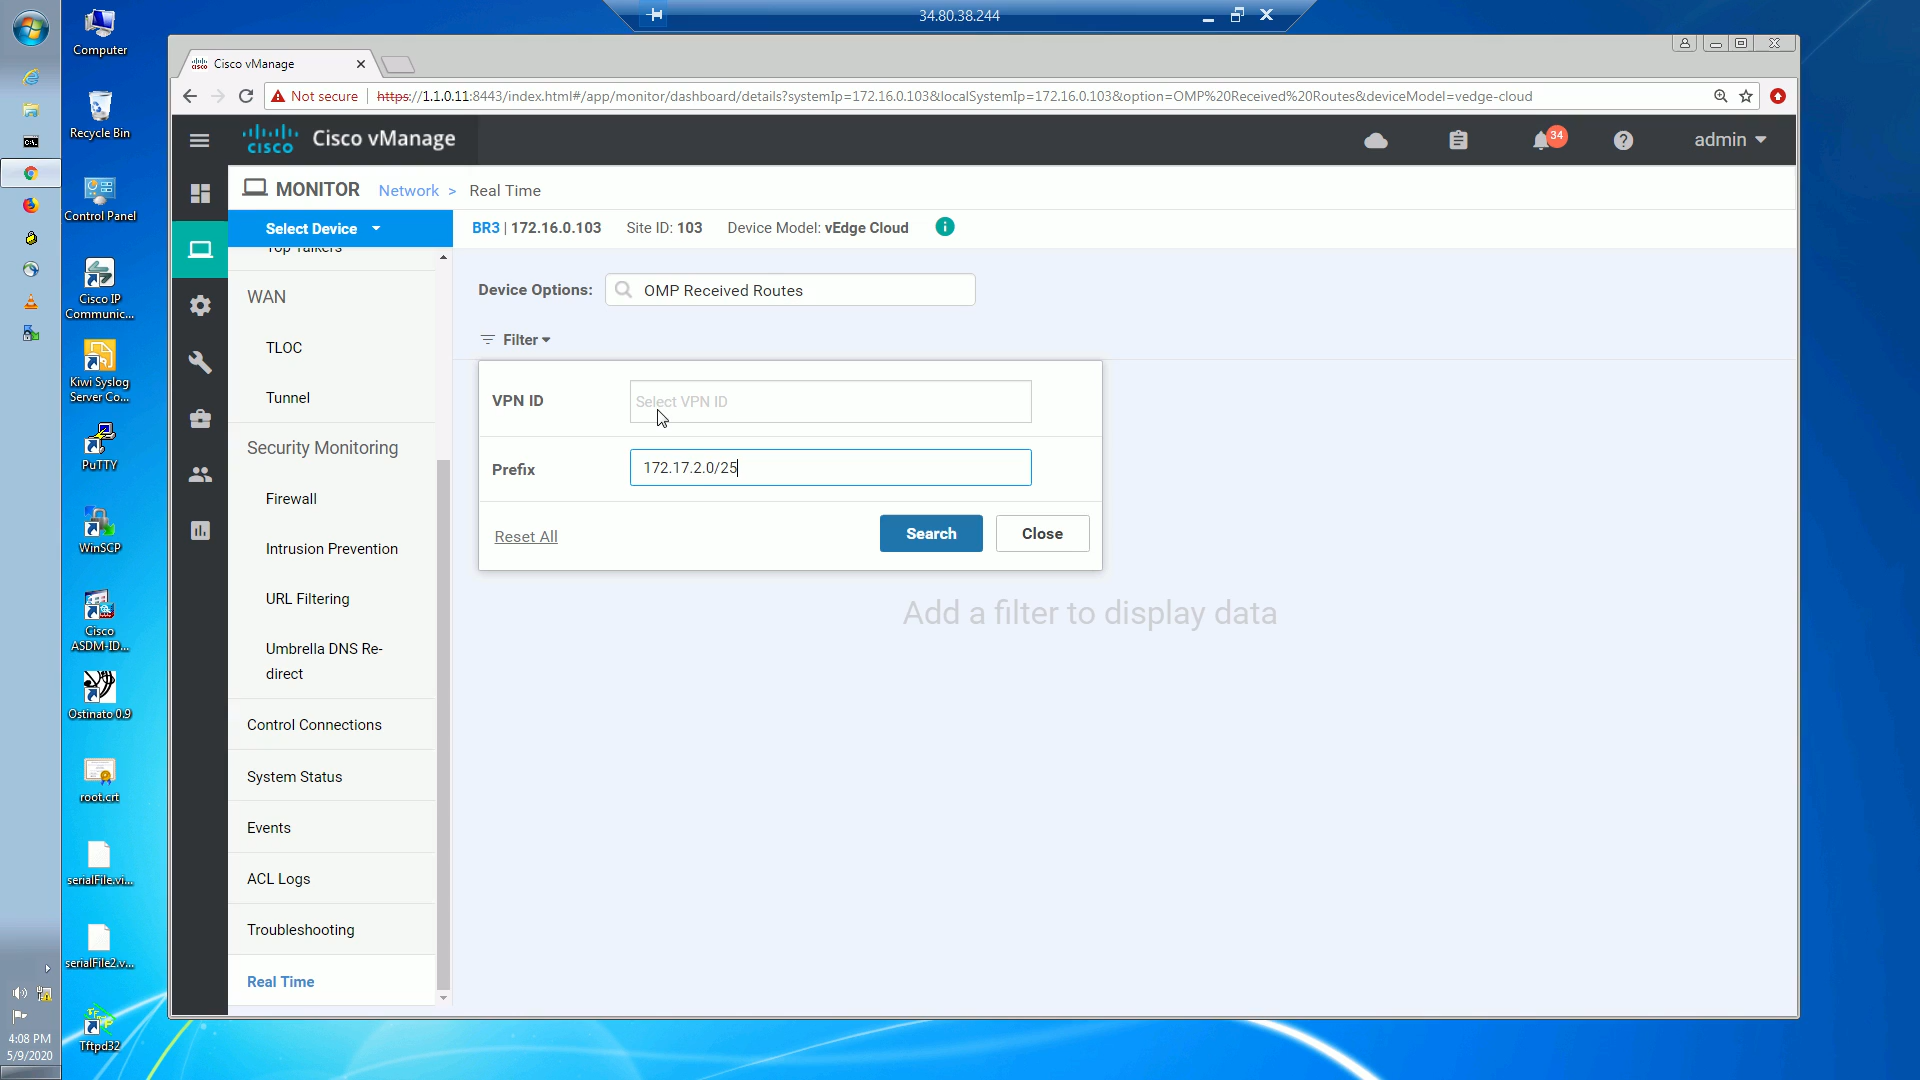 34.80.38.244
Computer
Recycle Bin
Control Panel
Cisco IP
Communic...
Kiwi Syslog
Server Co...
PuTTY
WinSCP
Cisco
ASDM-ID...
Ostinato 0.9
root.crt
serialFile.vi...
serialFile2.v...
Tftpd32
4:08 PM
5/9/2020
Cisco vManage
Not secure
https://1.1.0.11:8443/index.html#/app/monitor/dashboard/details?systemIp=172.16.0.103&localSystemIp=172.16.0.103&option=OMP%20Received%20Routes&deviceModel=vedge-cloud
cisco
Cisco vManage
34
admin
MONITOR
Network > Real Time
Select Device
BR3 | 172.16.0.103
Site ID: 103
Device Model: vEdge Cloud
Top Talkers
WAN
TLOC
Tunnel
Security Monitoring
Firewall
Intrusion Prevention
URL Filtering
Umbrella DNS Re-
direct
Control Connections
System Status
Events
ACL Logs
Troubleshooting
Real Time
Device Options:
OMP Received Routes
Filter
VPN ID
Select VPN ID
Prefix
172.17.2.0/25
Reset All
Search
Close
Add a filter to display data